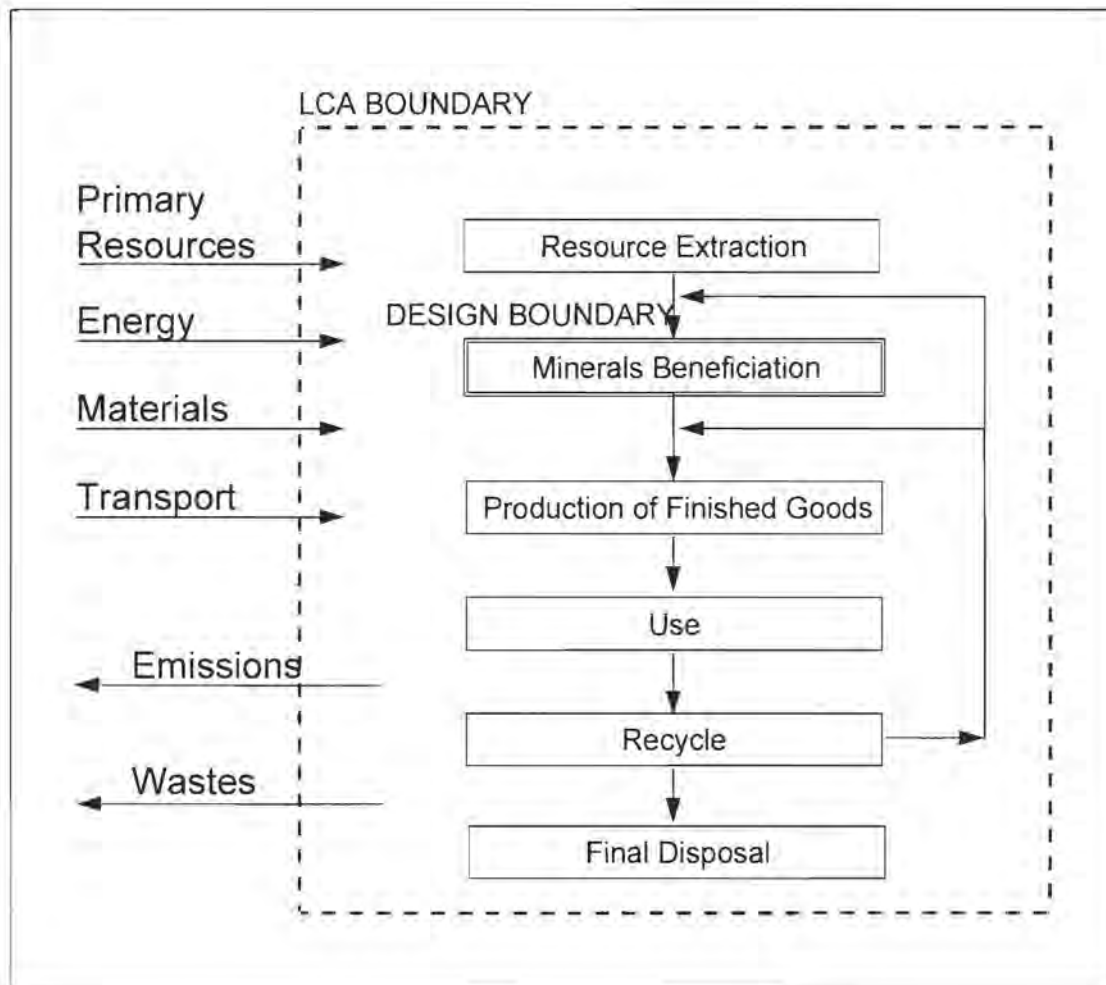 LCA BOUNDARY
Primary
Resources
Resource Extraction
Energy
DESIGN BOUNDARY
Minerals Beneficiation
Materials
Transport
Production of Finished Goods
Use
Emissions
Recycle
Wastes
Final Disposal